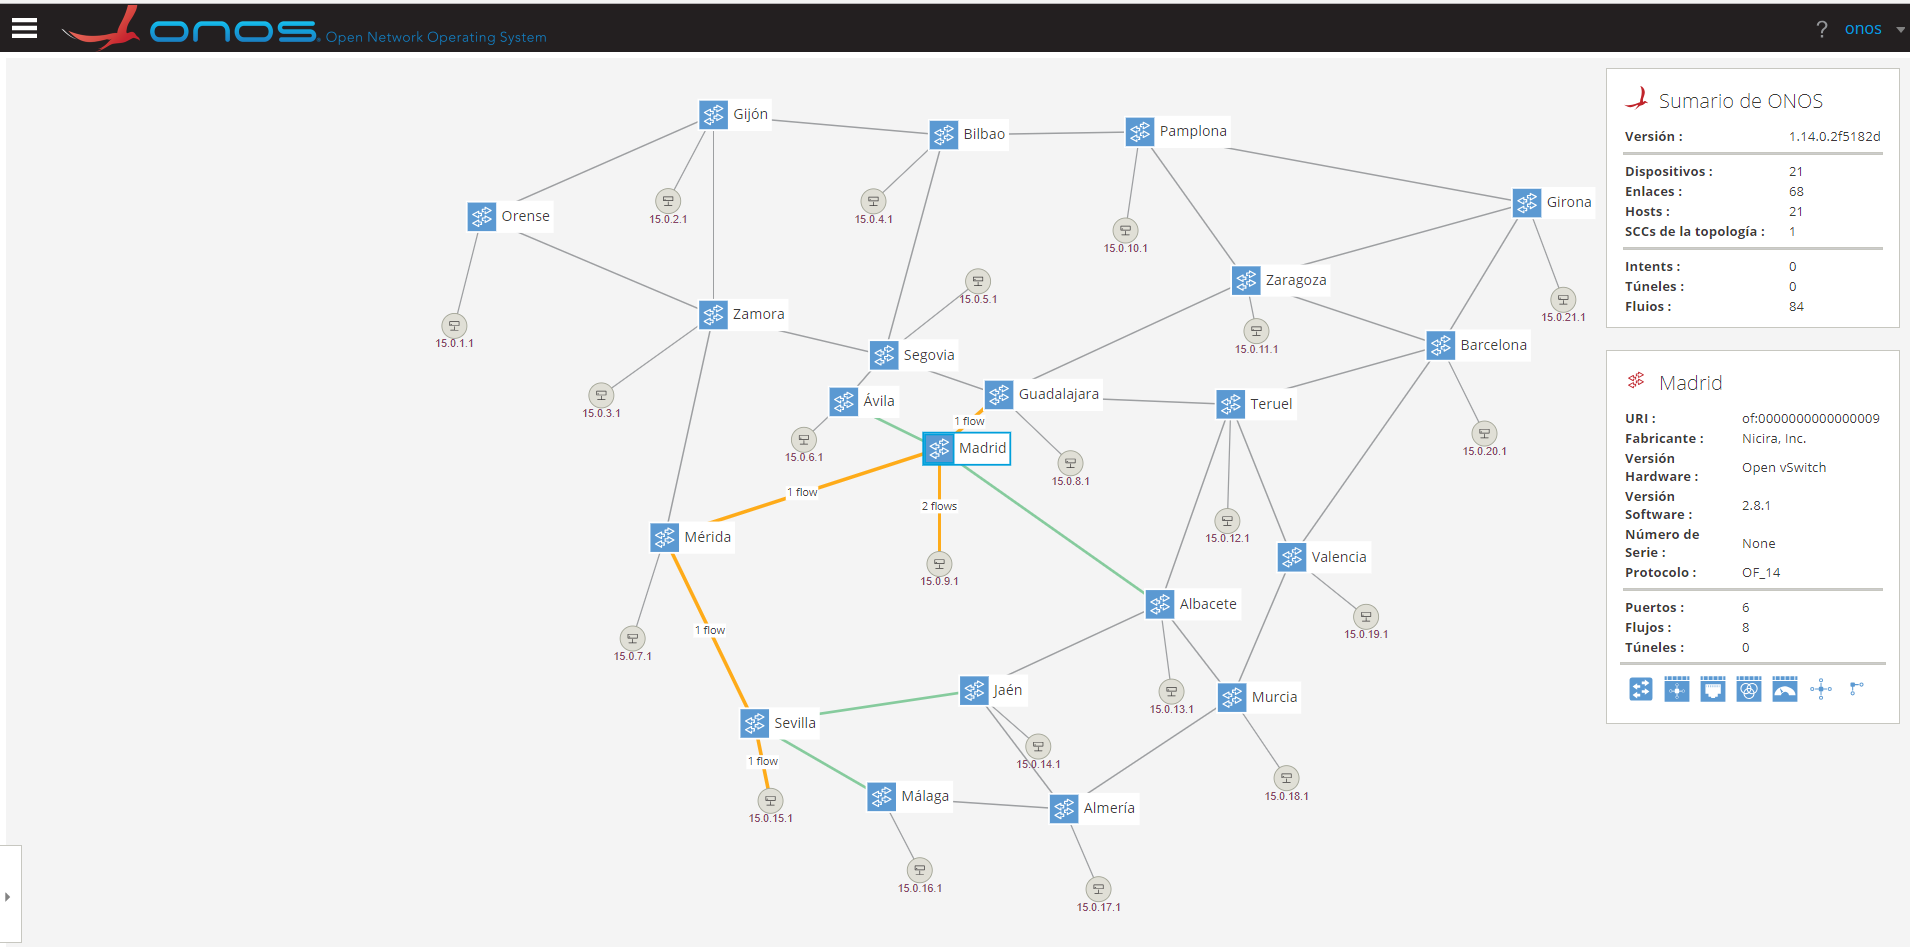 onos Open Network Operating System
? onos
Gijón
Bilbao
Pamplona
Girona
Orense
15.0.2.1
15.0.4.1
15.0.10.1
Zaragoza
15.0.5.1
15.0.21.1
Zamora
15.0.1.1
Segovia
15.0.11.1
Barcelona
Ávila
Guadalajara
Teruel
15.0.3.1
1 flow
Madrid
15.0.6.1
15.0.8.1
15.0.20.1
1 flow
2 flows
Mérida
15.0.12.1
Valencia
15.0.9.1
Albacete
1 flow
15.0.19.1
15.0.7.1
Jaén
Murcia
15.0.13.1
Sevilla
1 flow
15.0.14.1
Málaga
Almería
15.0.18.1
15.0.15.1
15.0.16.1
15.0.17.1
Sumario de ONOS
Versión : 1.14.0.2f5182d
Dispositivos : 21
Enlaces : 68
Hosts : 21
SCCs de la topología : 1
Intents : 0
Túneles : 0
Fluios : 84
Madrid
URI : of:0000000000000009
Fabricante : Nicira, Inc.
Versión
Hardware : Open vSwitch
Versión
Software : 2.8.1
Número de
Serie : None
Protocolo : OF_14
Puertos : 6
Flujos : 8
Túneles : 0